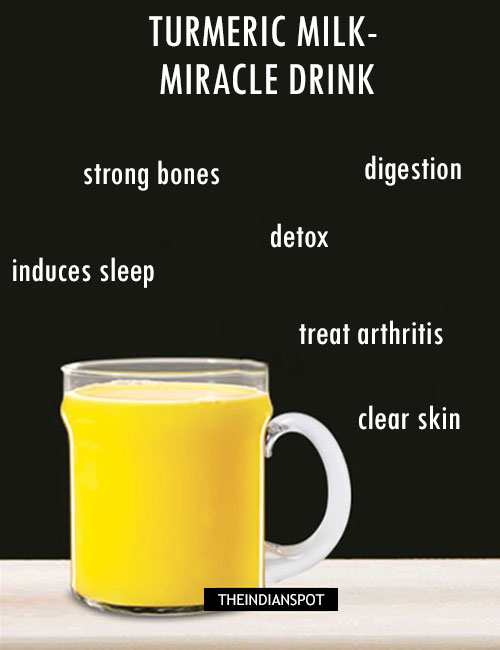 TURMERIC MILK-
MIRACLE DRINK
strong bones
digestion
detox
induces sleep
treat arthritis
clear skin
THEINDIANSPOT